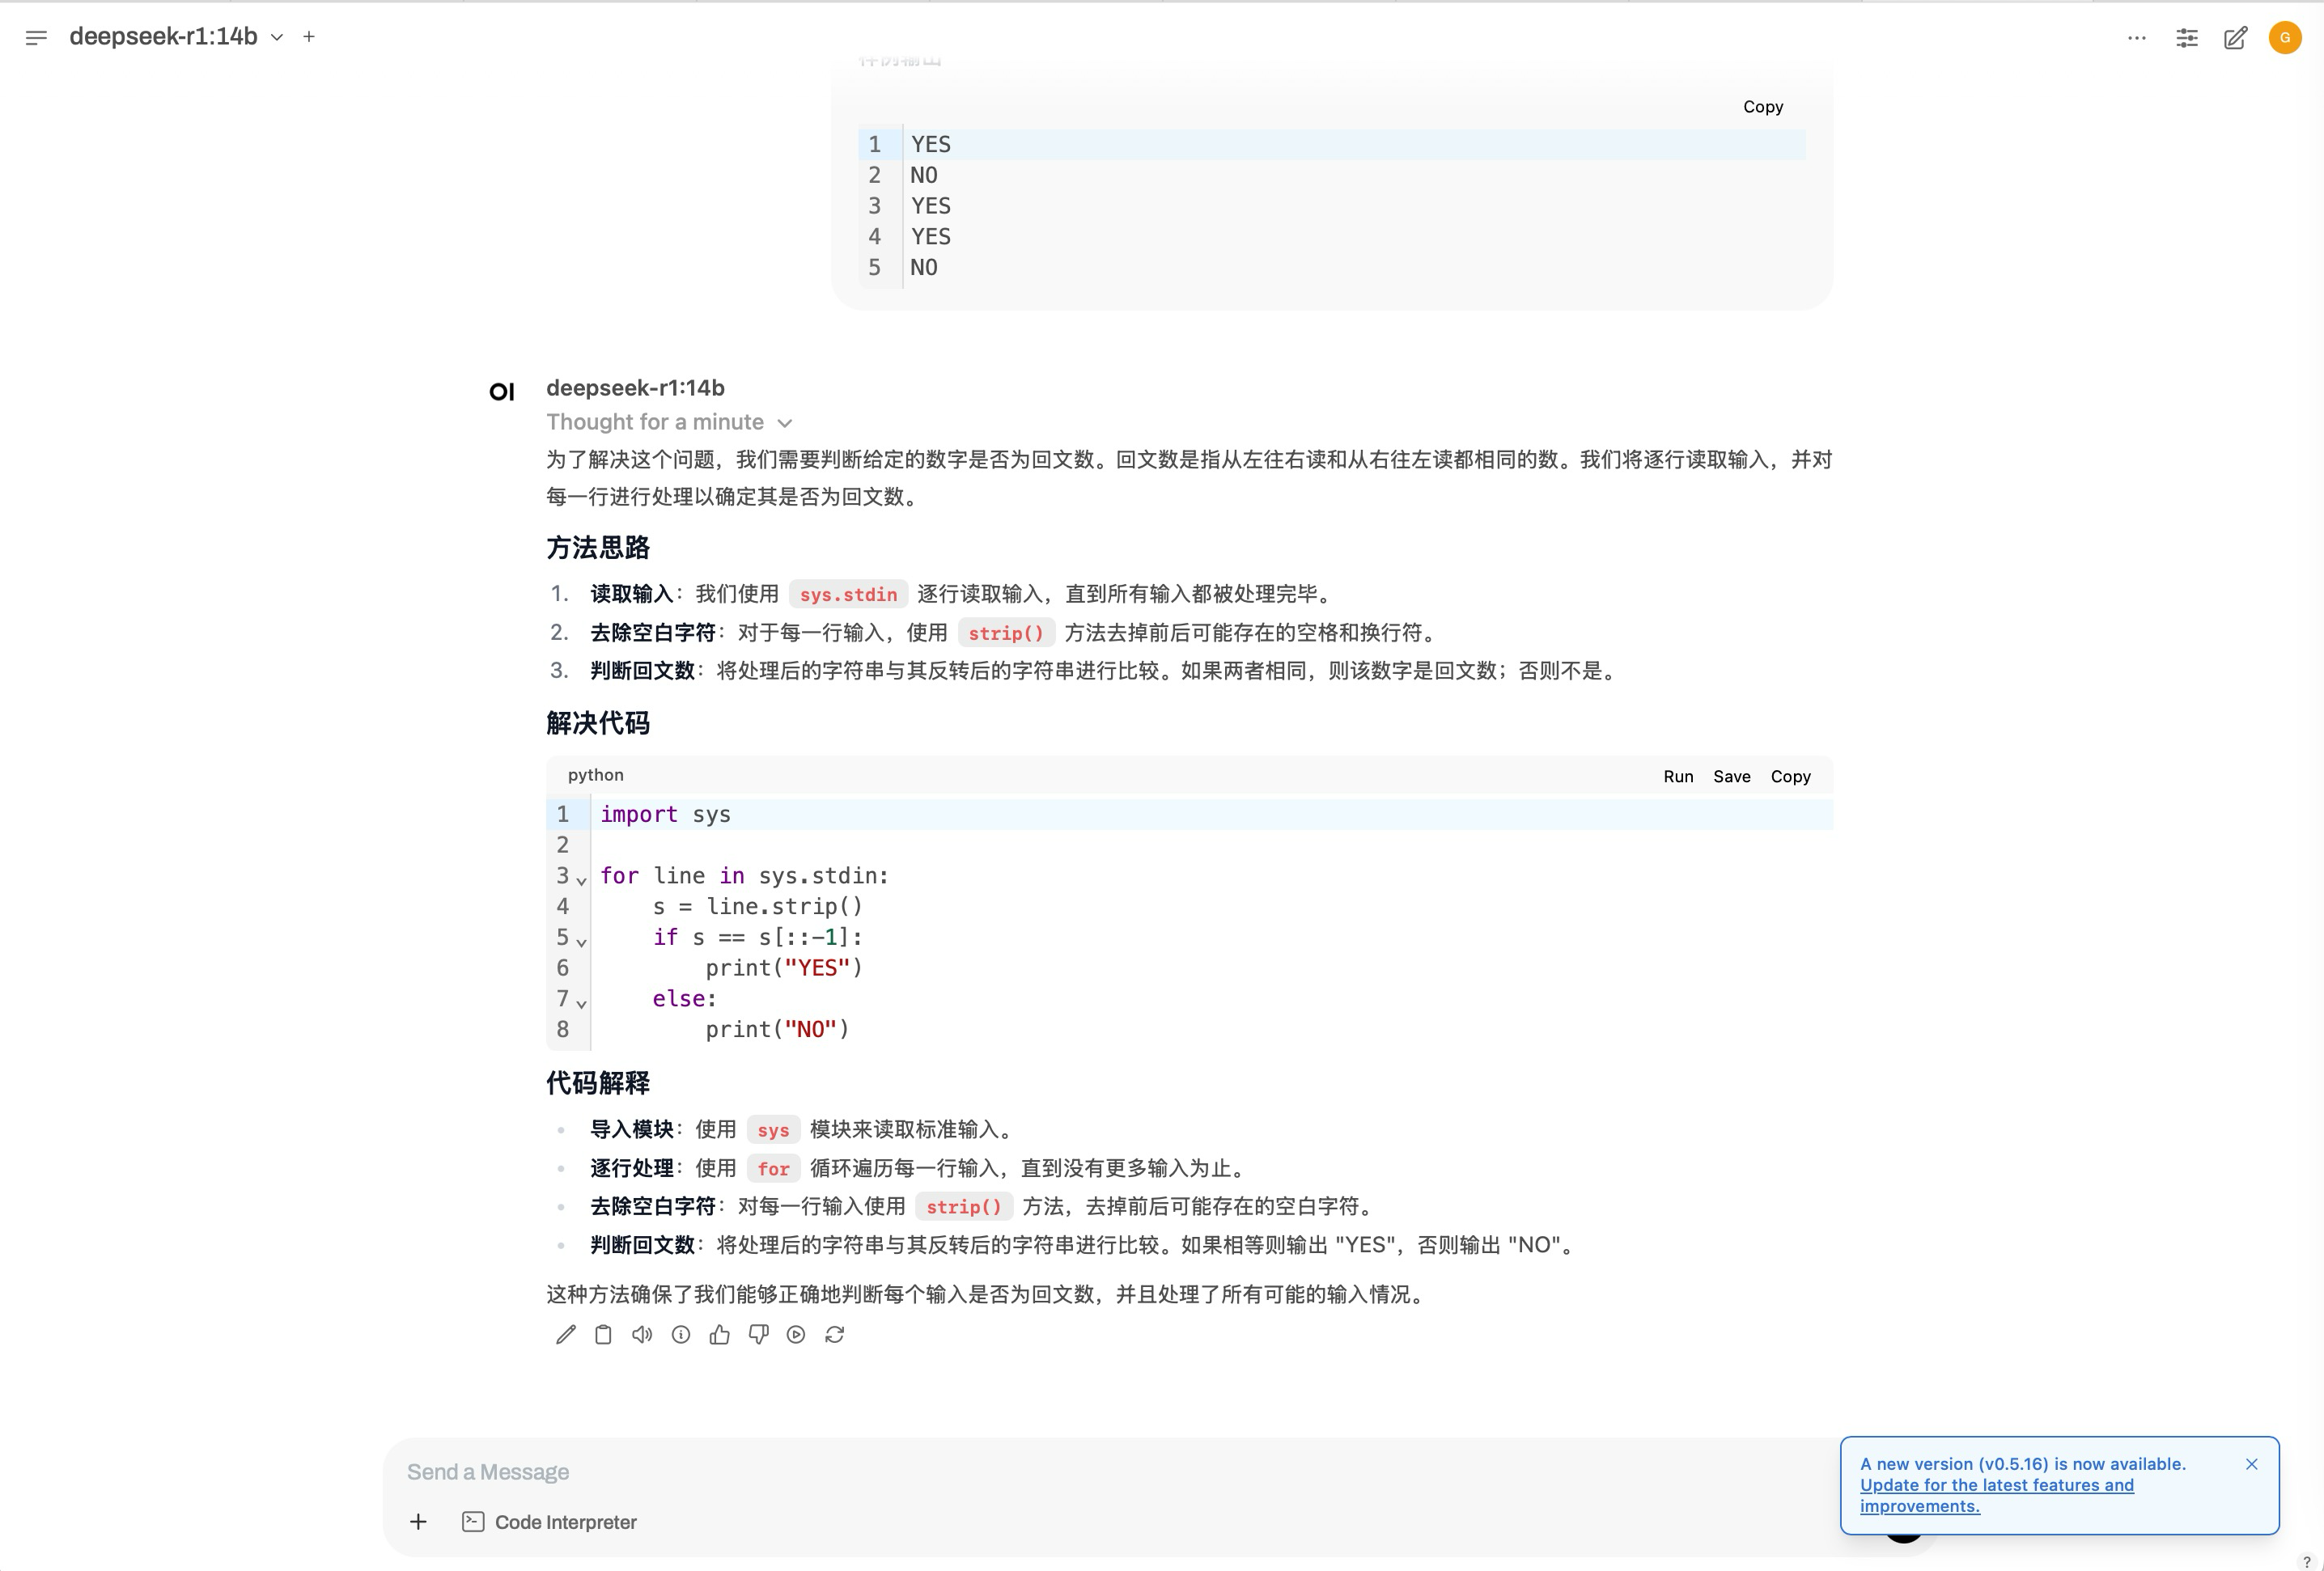 deepseek-r1:14b
Copy
1 YES
2 NO
3 YES
4 YES
5 NO
OI deepseek-r1:14b
Thought for a minute
为了解决这个问题，我们需要判断给定的数字是否为回文数。回文数是指从左往右读和从右往左读都相同的数。我们将逐行读取输入，并对
每一行进行处理以确定其是否为回文数。
方法思路
1. 读取输入：我们使用 sys.stdin 逐行读取输入，直到所有输入都被处理完毕。
2. 去除空白字符：对于每一行输入，使用 strip() 方法去掉前后可能存在的空格和换行符。
3. 判断回文数：将处理后的字符串与其反转后的字符串进行比较。如果两者相同，则该数字是回文数；否则不是。
解决代码
python Run Save Copy
1 import sys
2
3 for line in sys.stdin:
4     s = line.strip()
5     if s == s[::-1]:
6         print("YES")
7     else:
8         print("NO")
代码解释
• 导入模块：使用 sys 模块来读取标准输入。
• 逐行处理：使用 for 循环遍历每一行输入，直到没有更多输入为止。
• 去除空白字符：对每一行输入使用 strip() 方法，去掉前后可能存在的空白字符。
• 判断回文数：将处理后的字符串与其反转后的字符串进行比较。如果相等则输出 "YES"，否则输出 "NO"。
这种方法确保了我们能够正确地判断每个输入是否为回文数，并且处理了所有可能的输入情况。
Send a Message
Code Interpreter
A new version (v0.5.16) is now available.
Update for the latest features and
improvements.
G
?